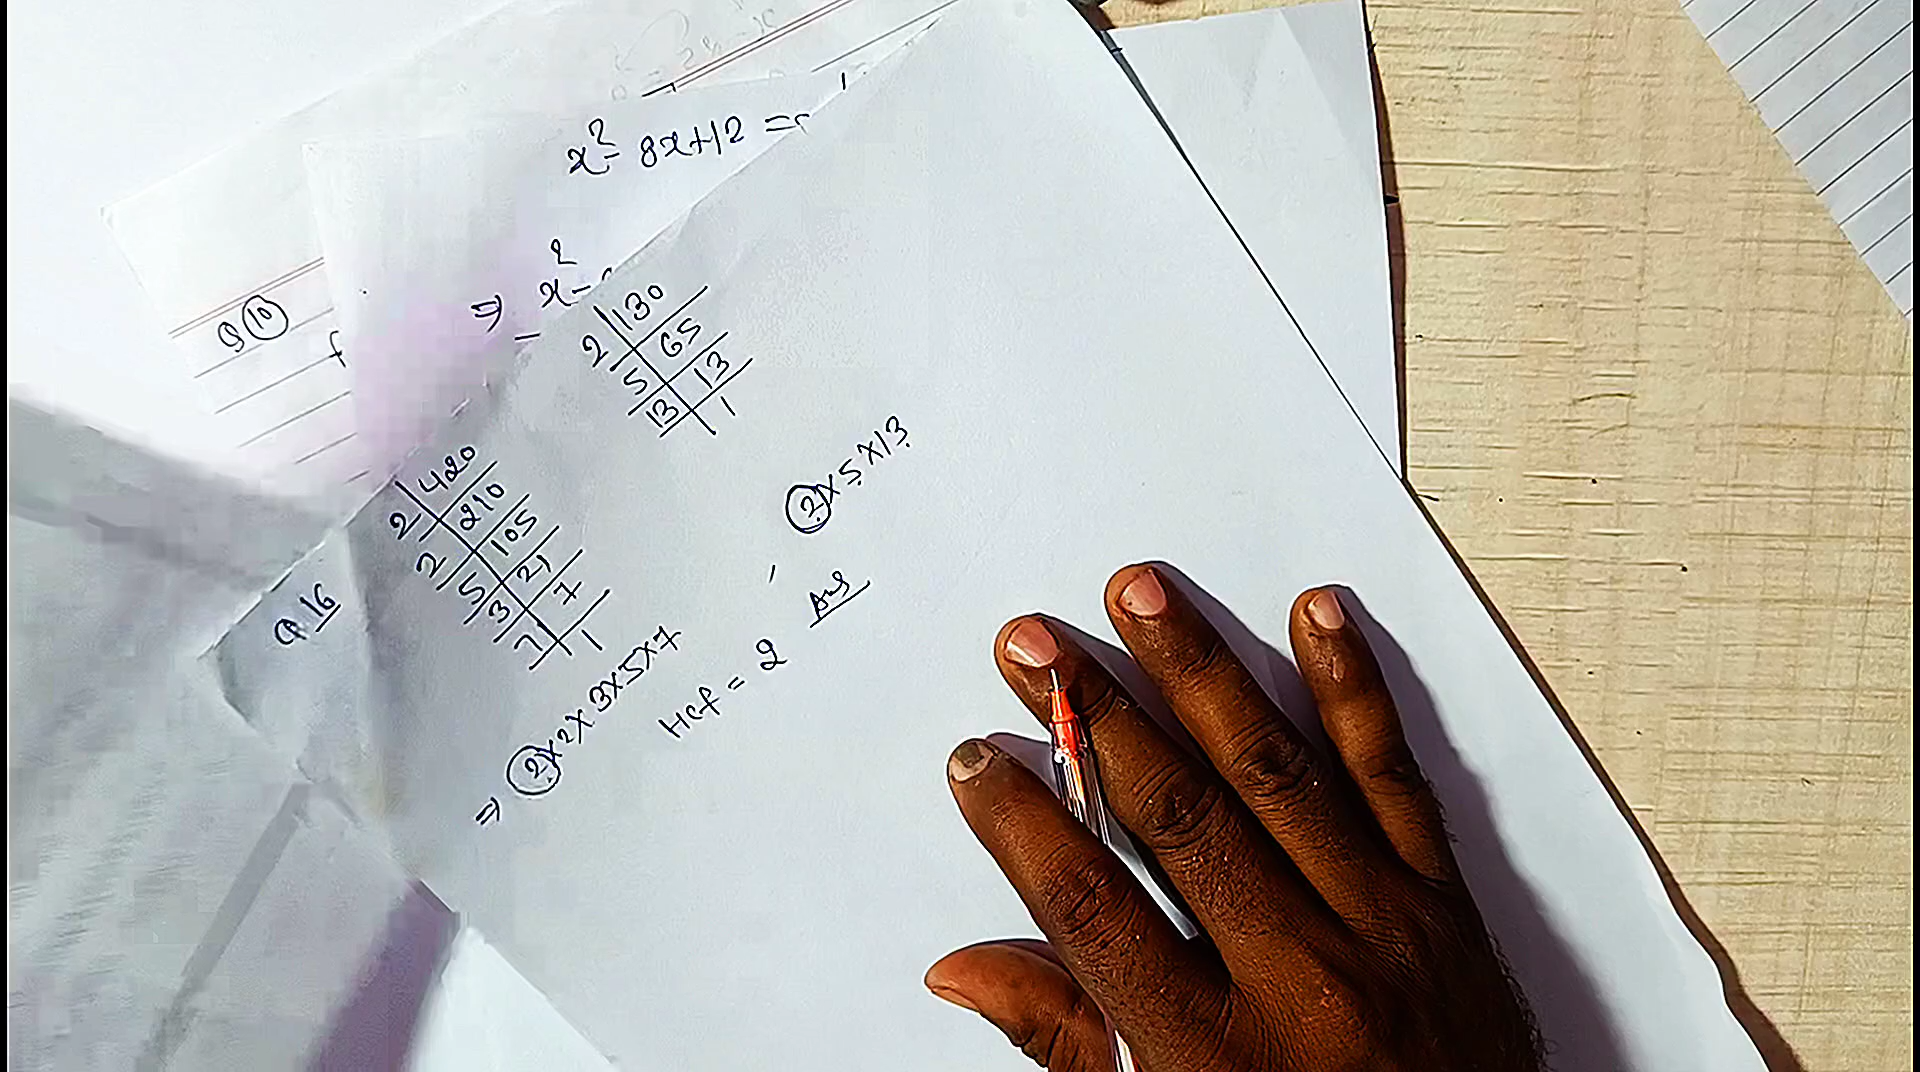 x² - 8x+12 =
⇒ x² -
Q 10
f
Q 16
2 | 420
2 | 210
5 | 105
3 | 21
7 | 7
1
2 | 130
5 | 65
13 | 13
1
⇒ 2×2×3×5×7 , 2×5×13
Hcf = 2 Ans